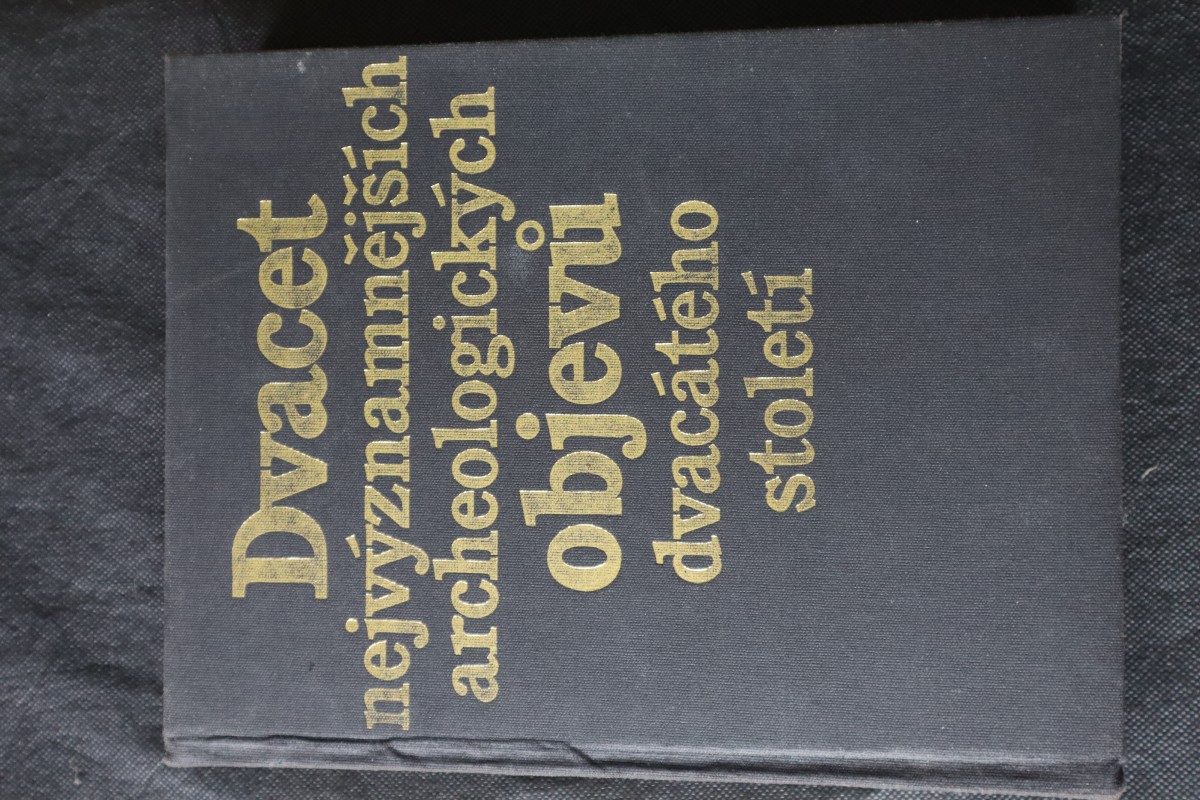 Dvacet
nejvýznamnějších
archeologických
objevů
dvacátého
století